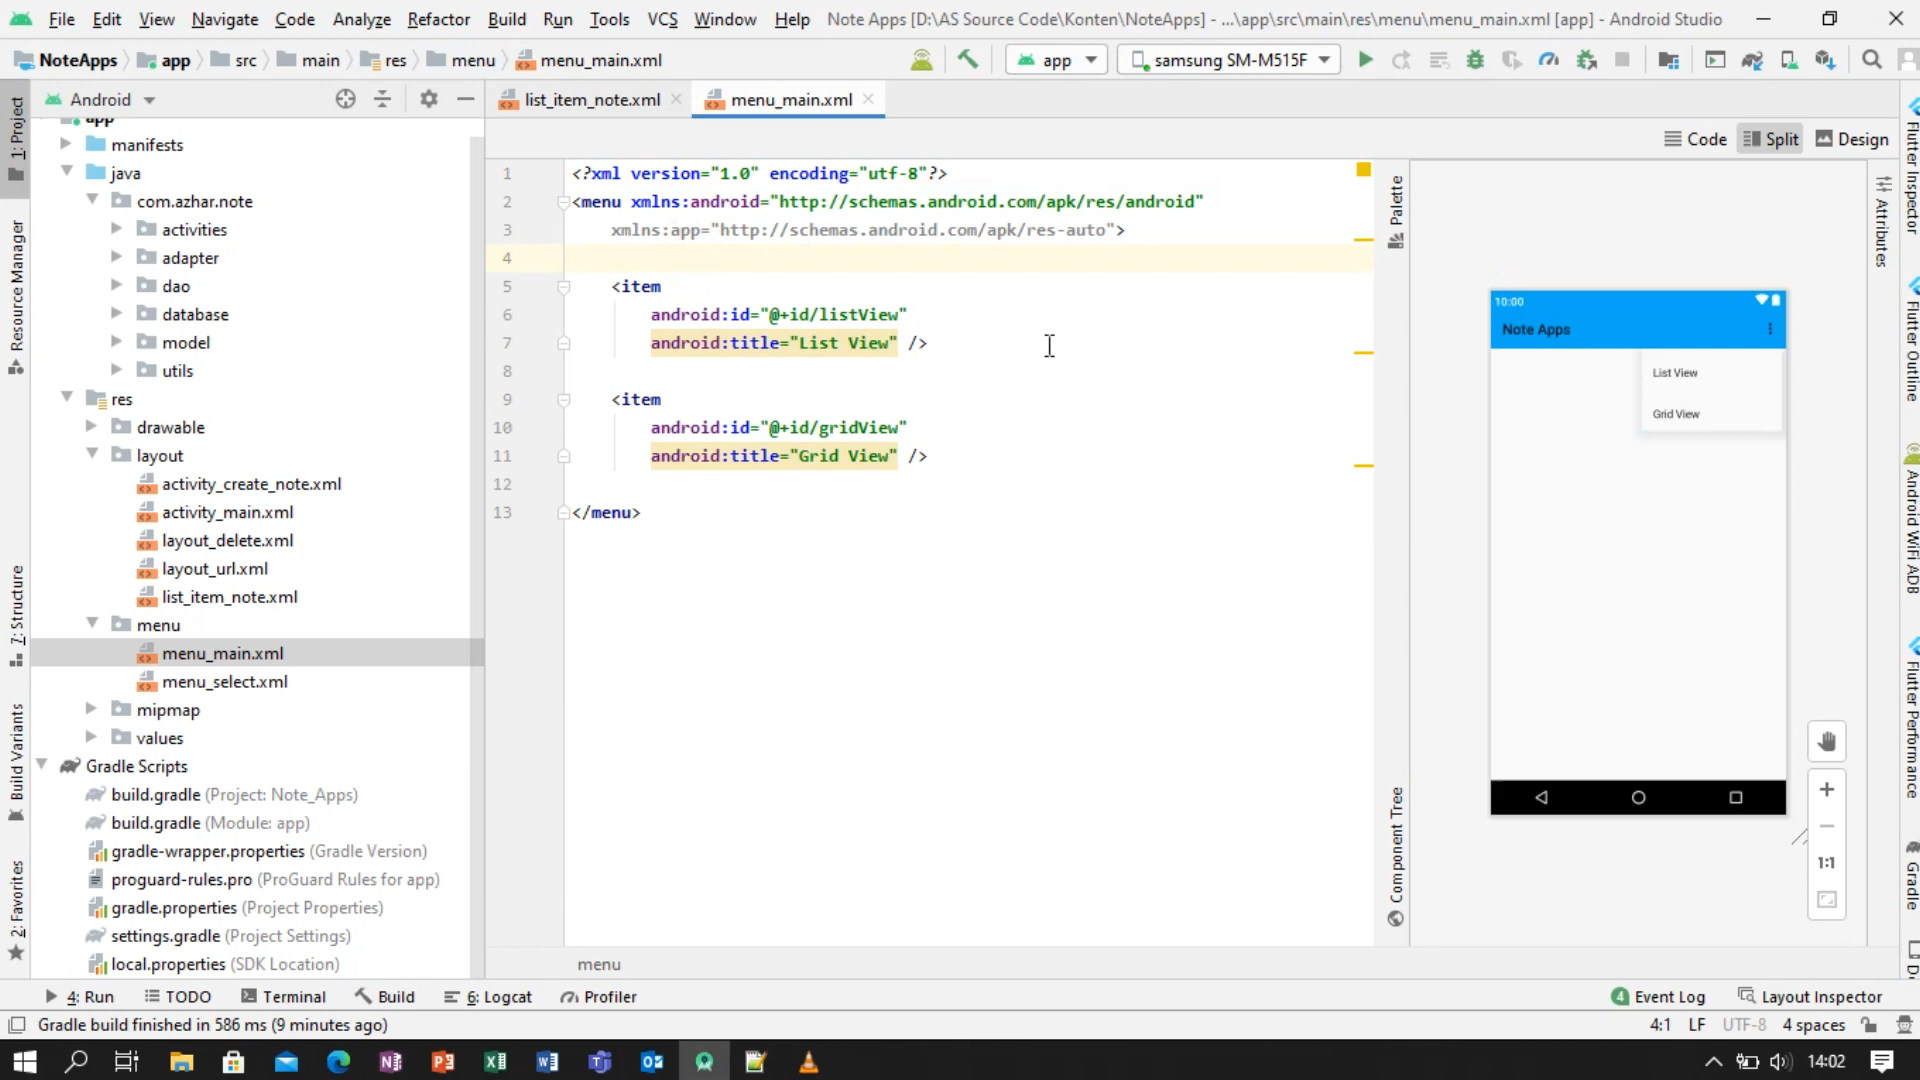 File Edit View Navigate Code Analyze Refactor Build Run Tools VCS Window Help Note Apps [D:\AS Source Code\Konten\NoteApps] - ...\app\src\main\res\menu\menu_main.xml [app] - Android Studio
NoteApps app src main res menu menu_main.xml app samsung SM-M515F
Android
list_item_note.xml menu_main.xml
Code Split Design
1: Project
Resource Manager
7: Structure
Build Variants
2: Favorites
app
manifests
java
com.azhar.note
activities
adapter
dao
database
model
utils
res
drawable
layout
activity_create_note.xml
activity_main.xml
layout_delete.xml
layout_url.xml
list_item_note.xml
menu
menu_main.xml
menu_select.xml
mipmap
values
Gradle Scripts
build.gradle (Project: Note_Apps)
build.gradle (Module: app)
gradle-wrapper.properties (Gradle Version)
proguard-rules.pro (ProGuard Rules for app)
gradle.properties (Project Properties)
settings.gradle (Project Settings)
local.properties (SDK Location)
1 <?xml version="1.0" encoding="utf-8"?>
2 <menu xmlns:android="http://schemas.android.com/apk/res/android"
3 xmlns:app="http://schemas.android.com/apk/res-auto">
4
5 <item
6 android:id="@+id/listView"
7 android:title="List View" />
8
9 <item
10 android:id="@+id/gridView"
11 android:title="Grid View" />
12
13 </menu>
menu
Palette
Component Tree
10:00
Note Apps
List View
Grid View
1:1
Attributes
Flutter Inspector
Flutter Outline
Android WiFi ADB
Flutter Performance
Gradle
4: Run TODO Terminal Build 6: Logcat Profiler 4 Event Log Layout Inspector
Gradle build finished in 586 ms (9 minutes ago) 4:1 LF UTF-8 4 spaces
14:02